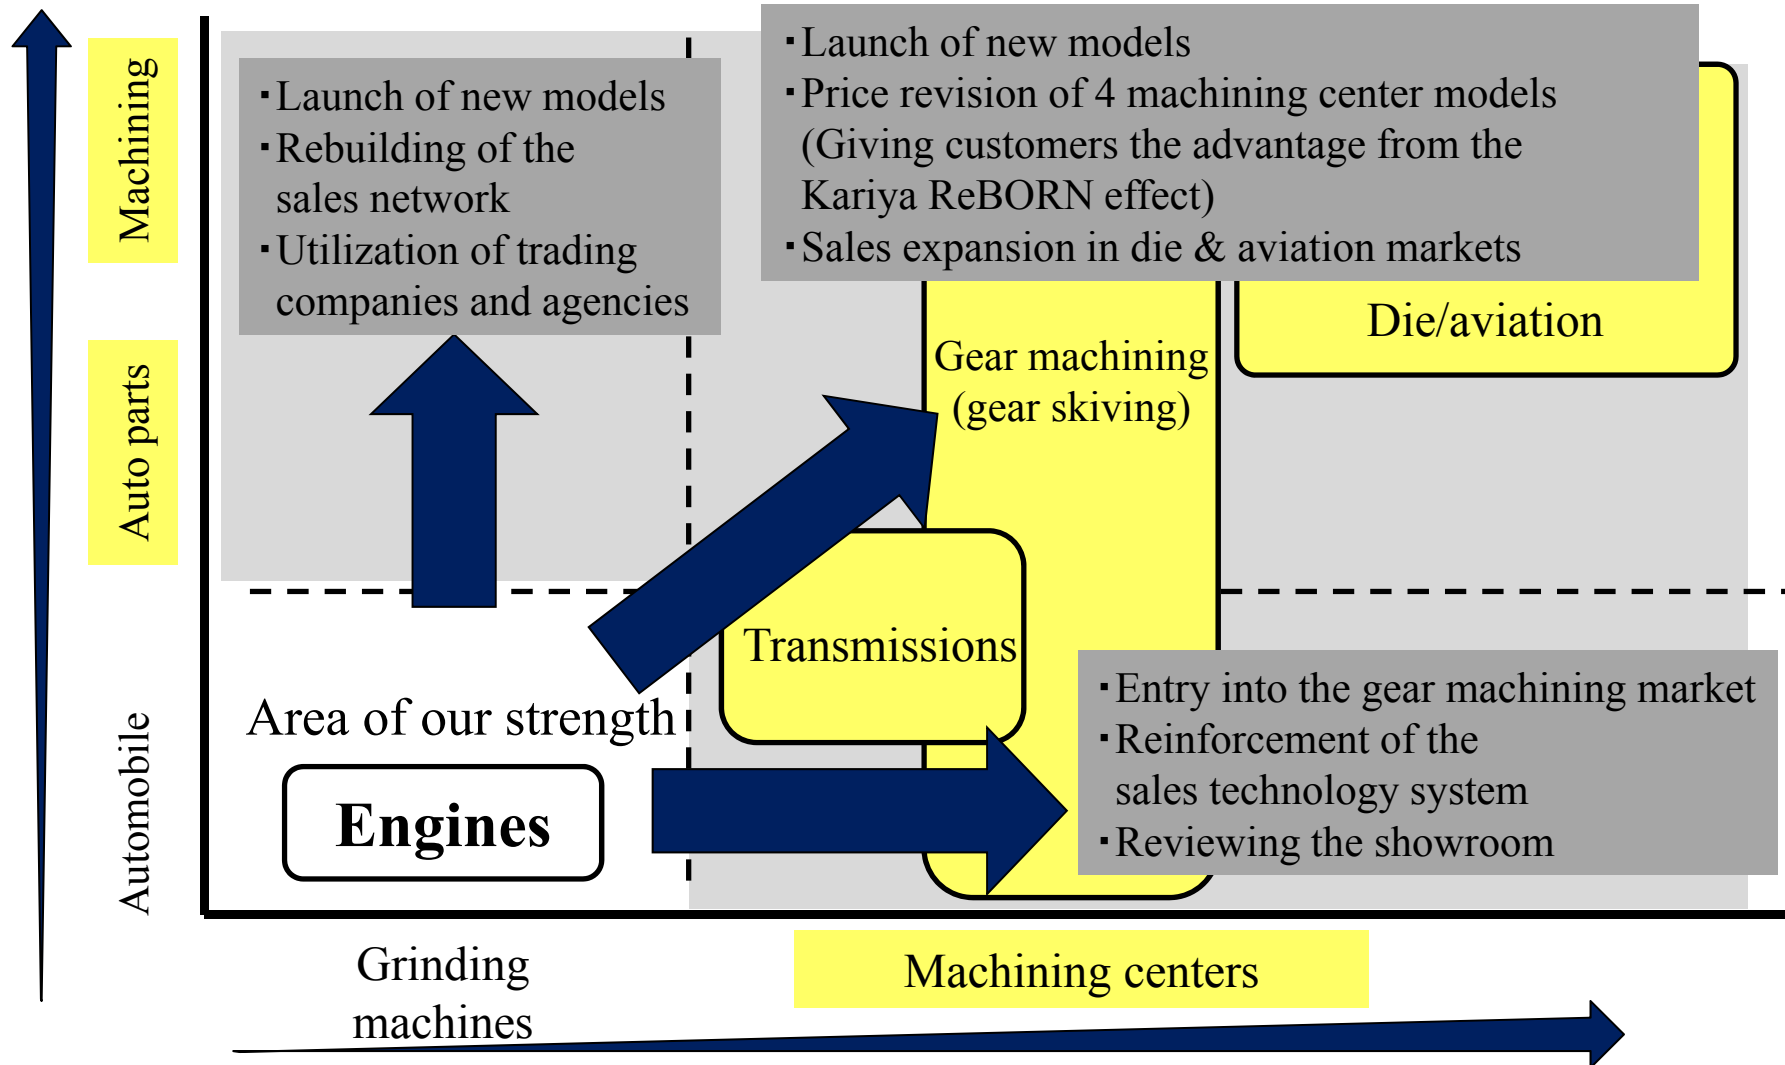 Machining
Auto parts
Automobile
▪Launch of new models
▪Rebuilding of the
sales network
▪Utilization of trading
companies and agencies
▪Launch of new models
▪Price revision of 4 machining center models
(Giving customers the advantage from the
Kariya ReBORN effect)
▪Sales expansion in die & aviation markets
Die/aviation
Gear machining
(gear skiving)
Transmissions
Area of our strength
Engines
▪Entry into the gear machining market
▪Reinforcement of the
sales technology system
▪Reviewing the showroom
Grinding
machines
Machining centers